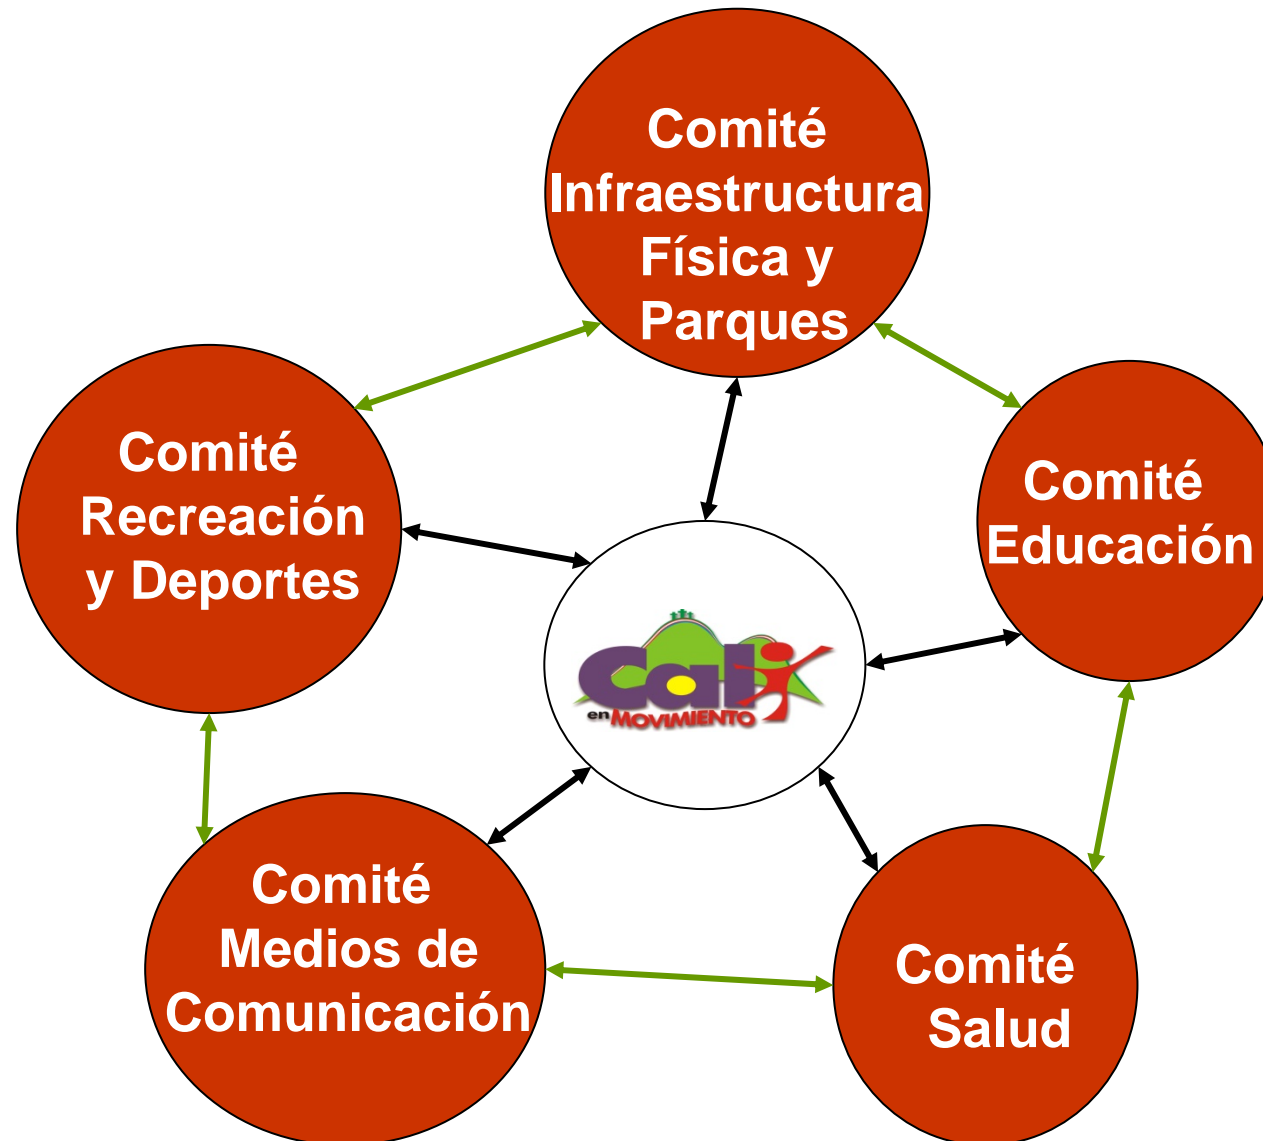 Comité
Infraestructura
Física y
Parques
Comité
Recreación
y Deportes
Comité
Educación
Cali
en MOVIMIENTO
Comité
Medios de
Comunicación
Comité
Salud